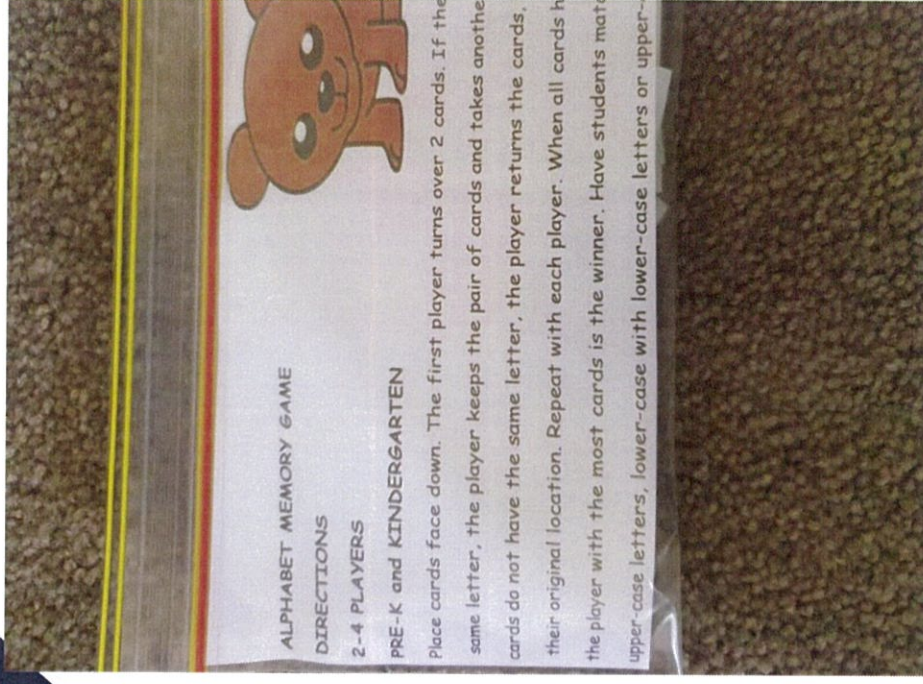 ALPHABET MEMORY GAME
DIRECTIONS
2-4 PLAYERS
PRE-K and KINDERGARTEN
Place cards face down. The first player turns over 2 cards. If the
same letter, the player keeps the pair of cards and takes
cards do not have the same letter, the player returns the cards
their original location. Repeat with each player. When all cards
the player with the most cards is the winner. Have students
upper-case letters, lower-case with lower-case letters or upper-